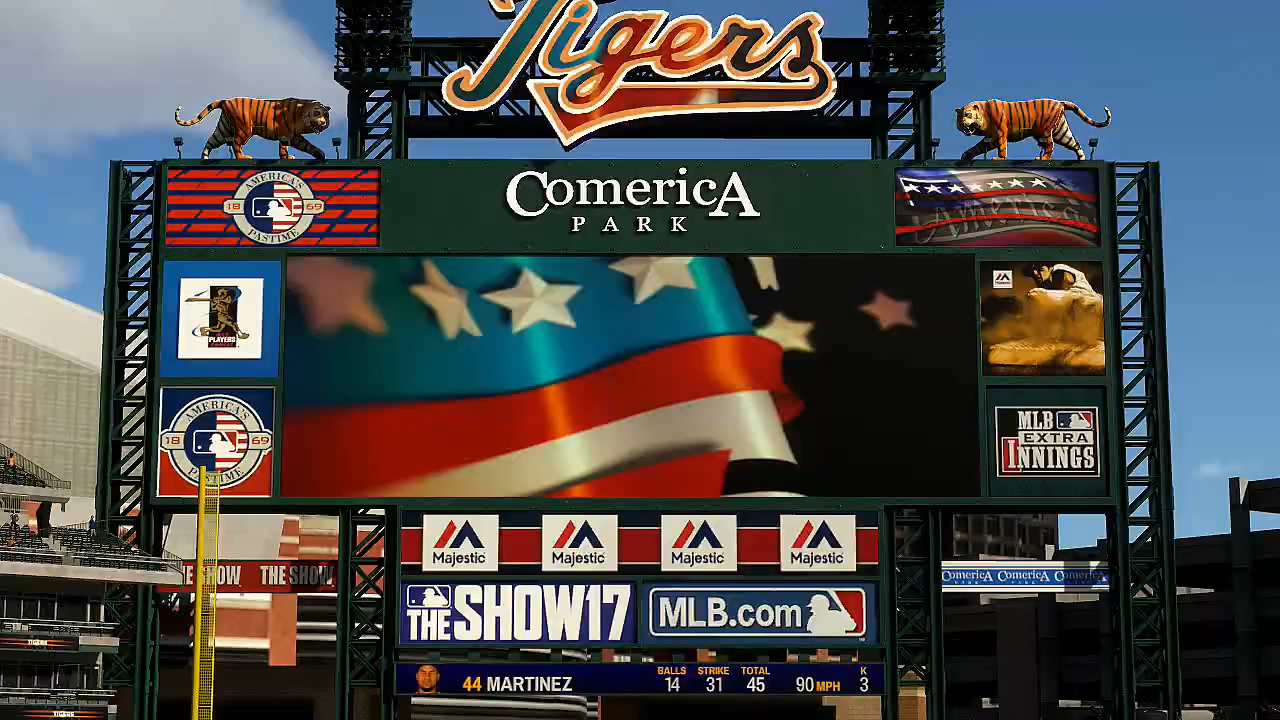 Tigers
AMERICA'S
18 69
PASTIME
ComericA
PARK
America
PLAYERS
AMERICA'S
18 69
PASTIME
MLB
EXTRA
INNINGS
Majestic Majestic Majestic Majestic
THE SHOW THE SHOW
ComericA ComericA ComericA
THE SHOW17
MLB.com
BALLS STRIKE TOTAL K
44 MARTINEZ 14 31 45 90 MPH 3